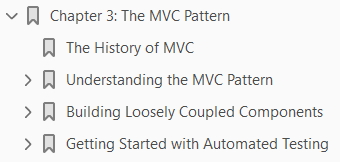 Chapter 3: The MVC Pattern
The History of MVC
Understanding the MVC Pattern
Building Loosely Coupled Components
Getting Started with Automated Testing